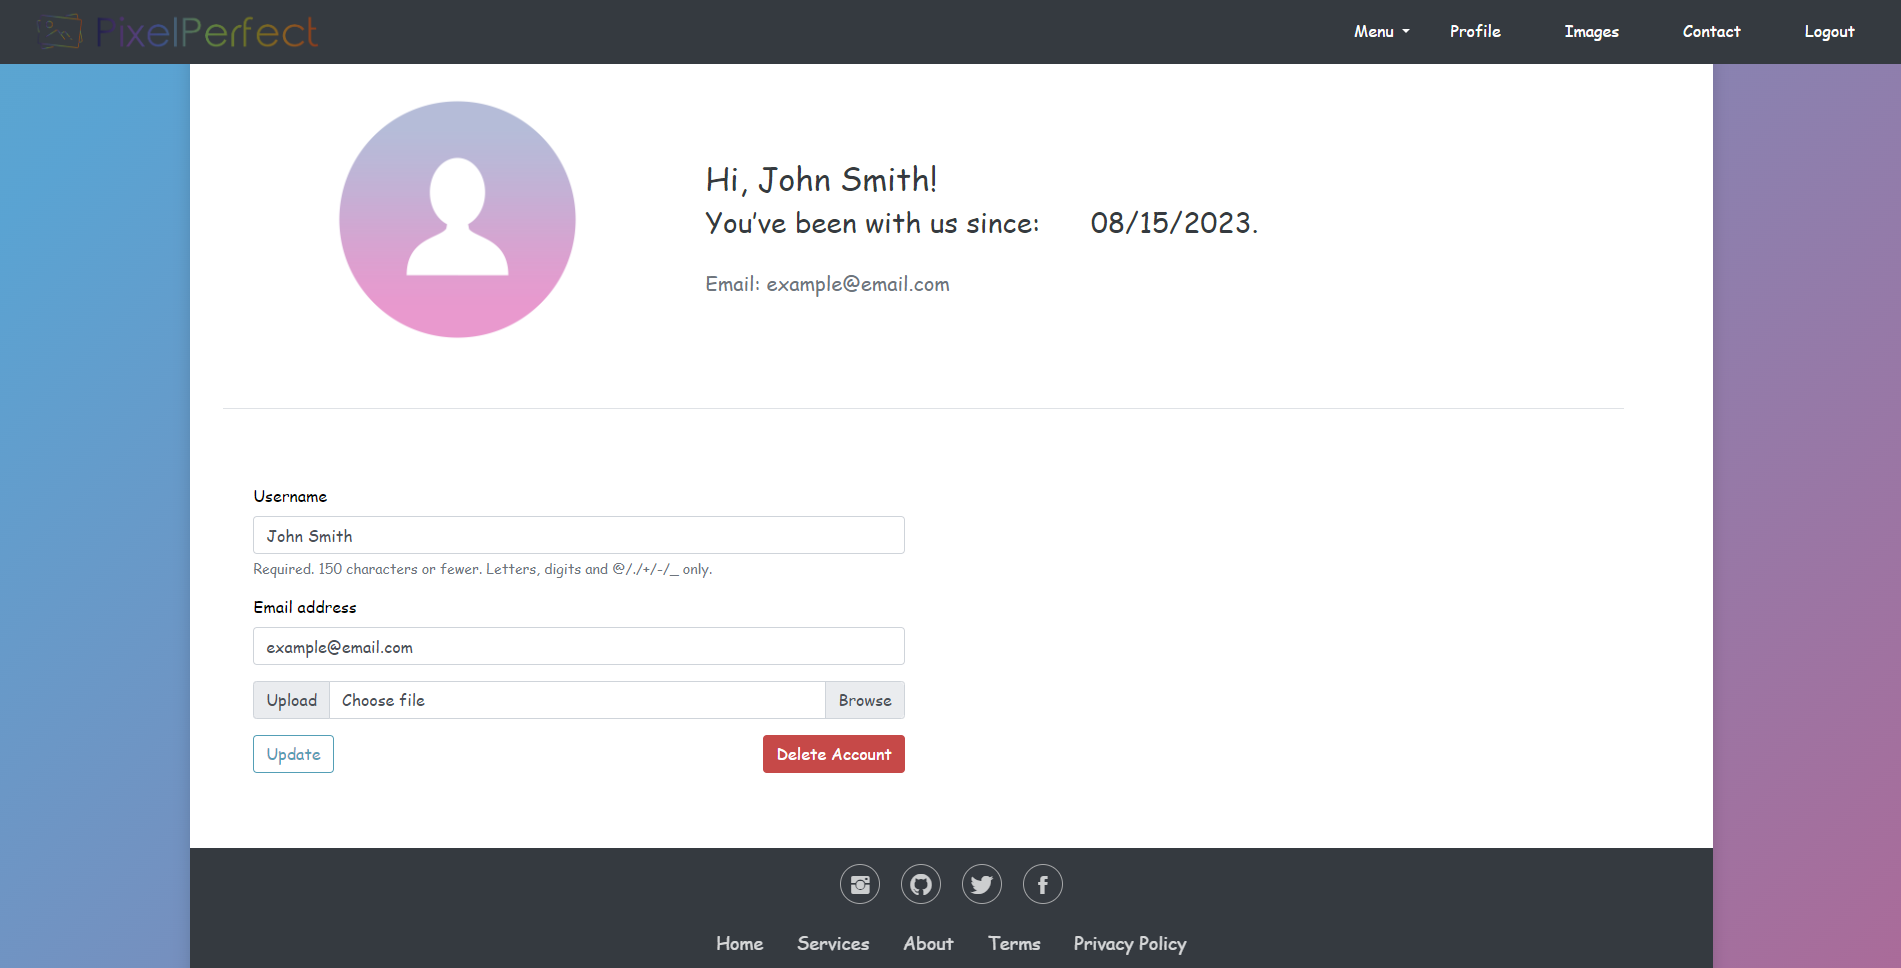 PixelPerfect
Menu Profile Images Contact Logout
Hi, John Smith!
You've been with us since: 08/15/2023.
Email: example@email.com
Username
John Smith
Required. 150 characters or fewer. Letters, digits and @/./+/-/_ only.
Email address
example@email.com
Upload Choose file Browse
Update Delete Account
Home Services About Terms Privacy Policy